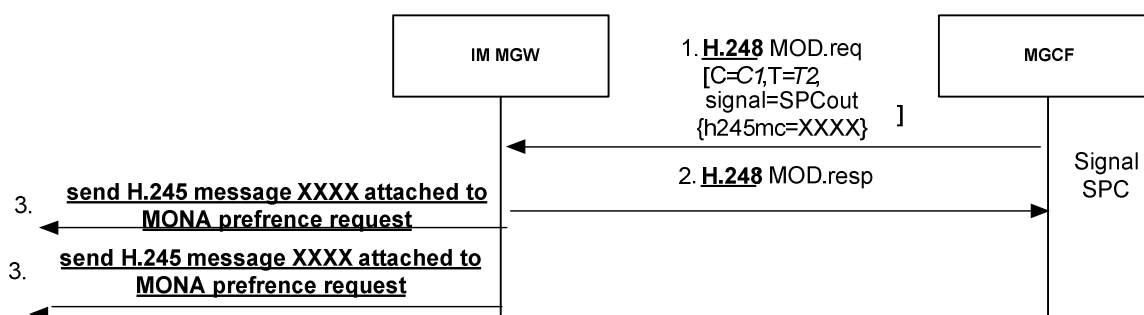 IM MGW
MGCF
1. H.248 MOD.req
[C=C1,T=T2,
signal=SPCout
{h245mc=XXXX} ]
2. H.248 MOD.resp
Signal
SPC
3. send H.245 message XXXX attached to
MONA prefrence request
3. send H.245 message XXXX attached to
MONA prefrence request